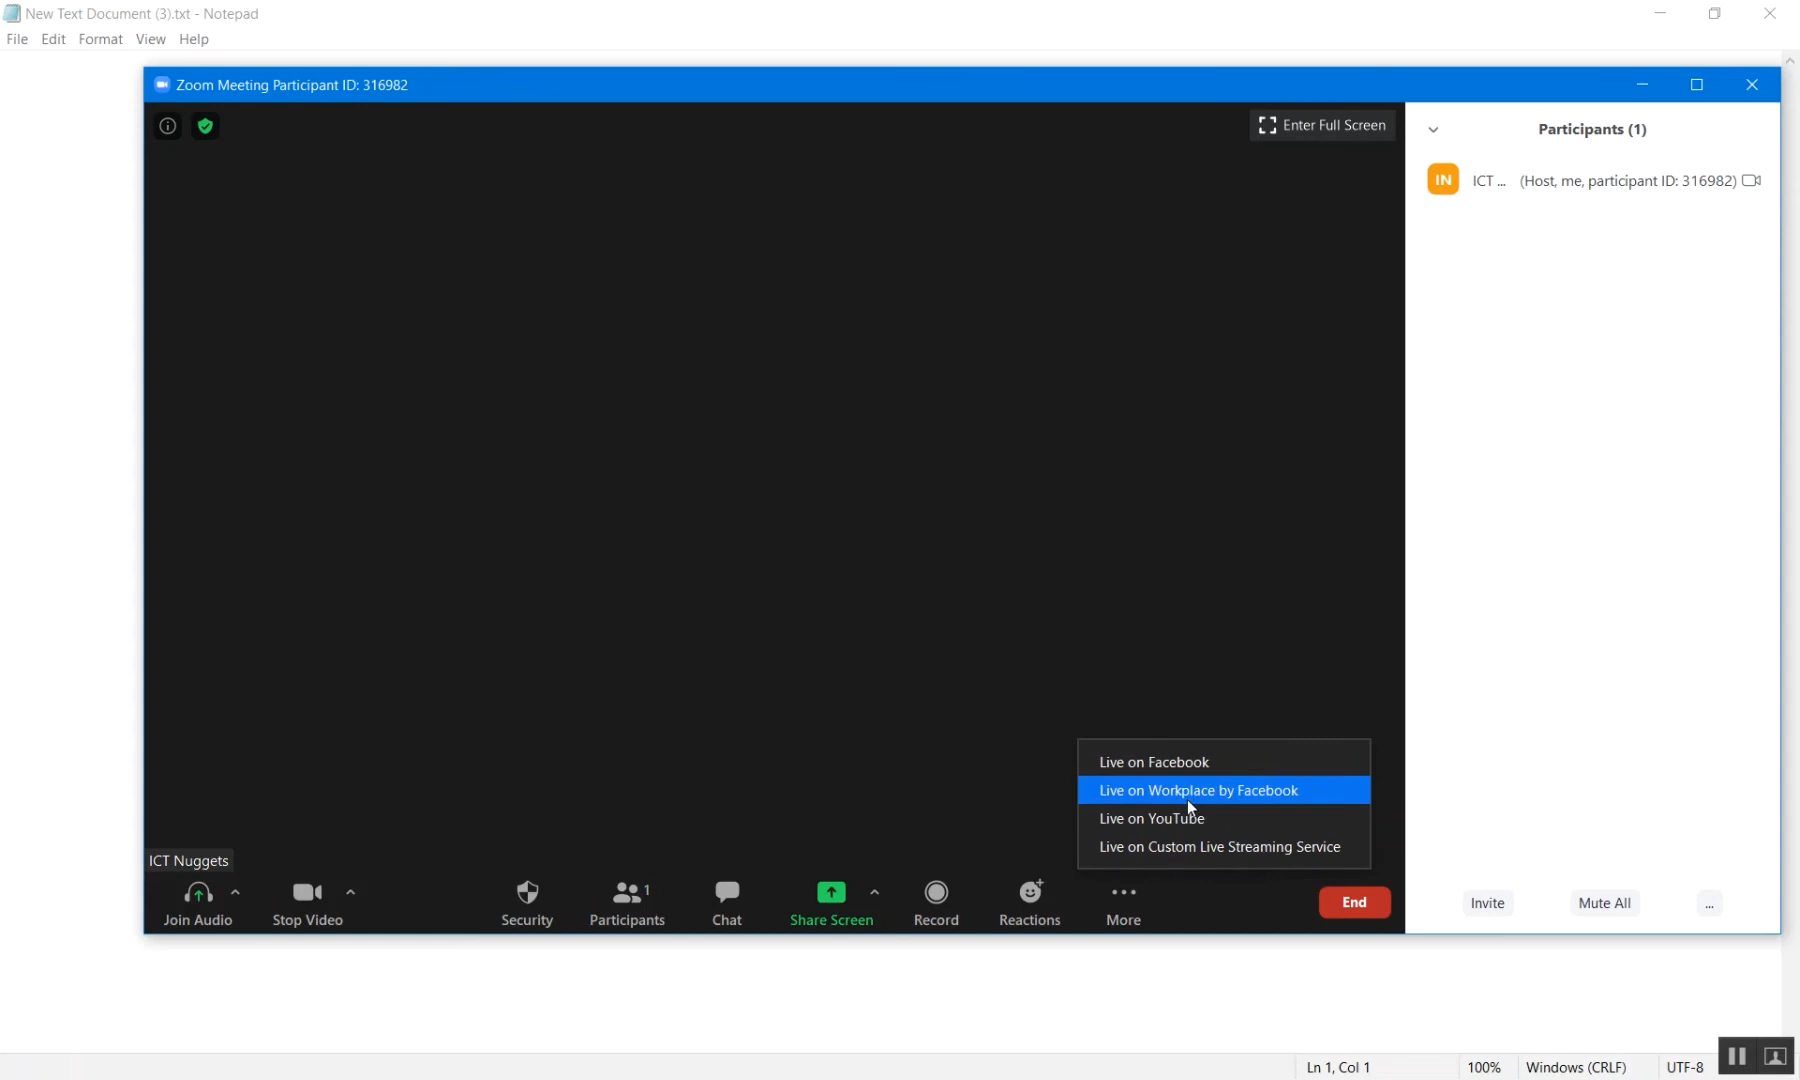 New Text Document (3).txt - Notepad
File Edit Format View Help
Zoom Meeting Participant ID: 316982
Enter Full Screen
Participants (1)
IN ICT ... (Host, me, participant ID: 316982)
Live on Facebook
Live on Workplace by Facebook
Live on YouTube
Live on Custom Live Streaming Service
ICT Nuggets
1
Join Audio Stop Video Security Participants Chat Share Screen Record Reactions More
End
Invite Mute All ...
Ln 1, Col 1 100% Windows (CRLF) UTF-8